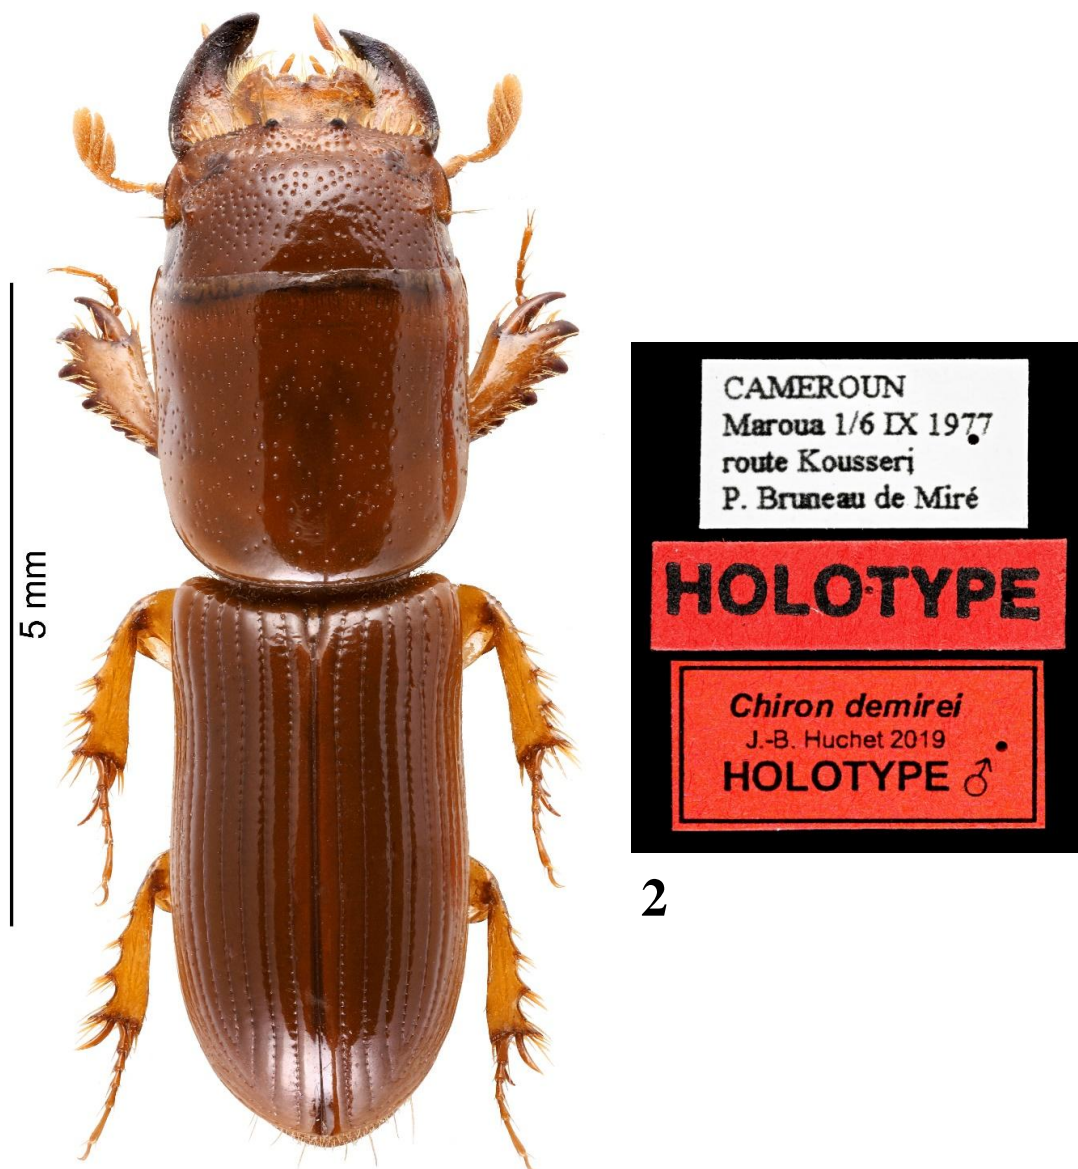 5 mm
CAMEROUN
Maroua 1/6 IX 1977
route Kousseri
P. Bruneau de Miré
HOLOTYPE
Chiron demirei
J.-B. Huchet 2019
HOLOTYPE ♂
2